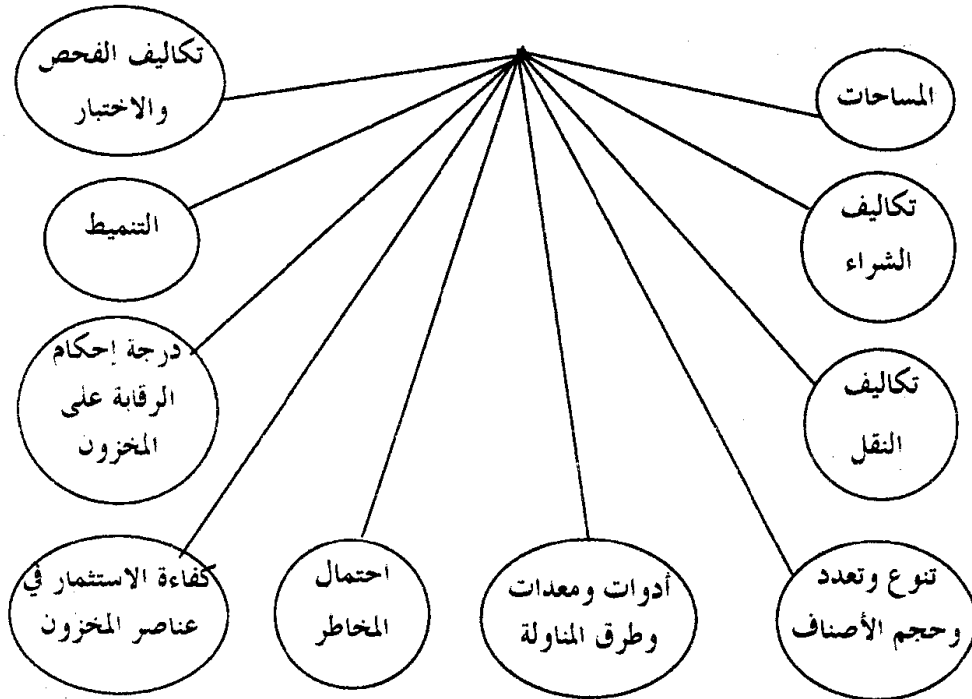 المساحات
تكاليف
الشراء
تكاليف
النقل
تنوع وتعدد
وحجم الأصناف
أدوات ومعدات
وطرق المناولة
احتمال
المخاطر
كفاءة الاستثمار في
عناصر المخزون
درجة إحكام
الرقابة على
المخزون
التنميط
تكاليف الفحص
والاختبار